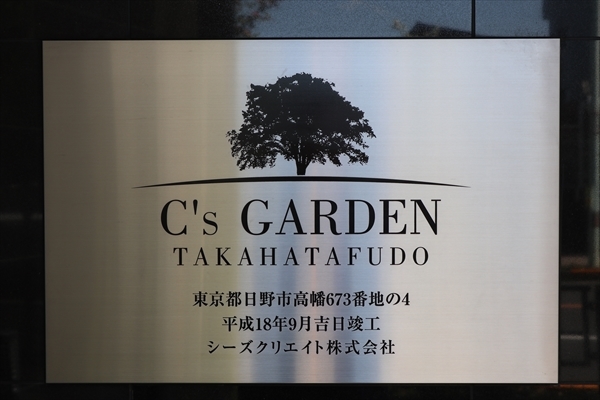 C's GARDEN
TAKAHATAFUDO
東京都日野市高幡673番地の4
平成18年9月吉日竣工
シーズクリエイト株式会社